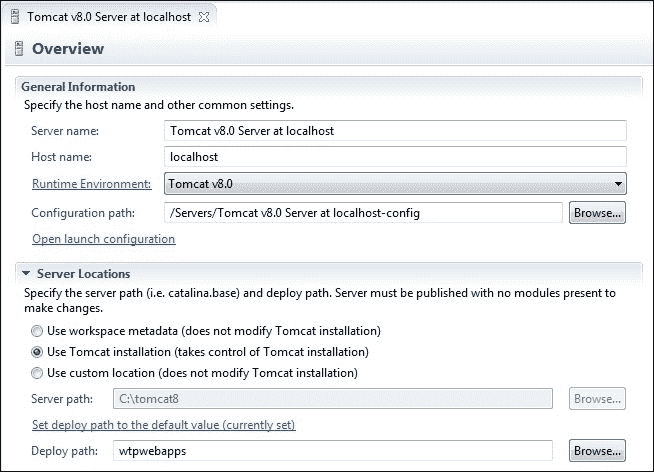 Tomcat v8.0 Server at localhost
Overview
General Information
Specify the host name and other common settings.
Server name: Tomcat v8.0 Server at localhost
Host name: localhost
Runtime Environment: Tomcat v8.0
Configuration path: /Servers/Tomcat v8.0 Server at localhost-config Browse...
Open launch configuration
Server Locations
Specify the server path (i.e. catalina.base) and deploy path. Server must be published with no modules present to
make changes.
Use workspace metadata (does not modify Tomcat installation)
Use Tomcat installation (takes control of Tomcat installation)
Use custom location (does not modify Tomcat installation)
Server path: C:\tomcat8 Browse...
Set deploy path to the default value (currently set)
Deploy path: wtpwebapps Browse...